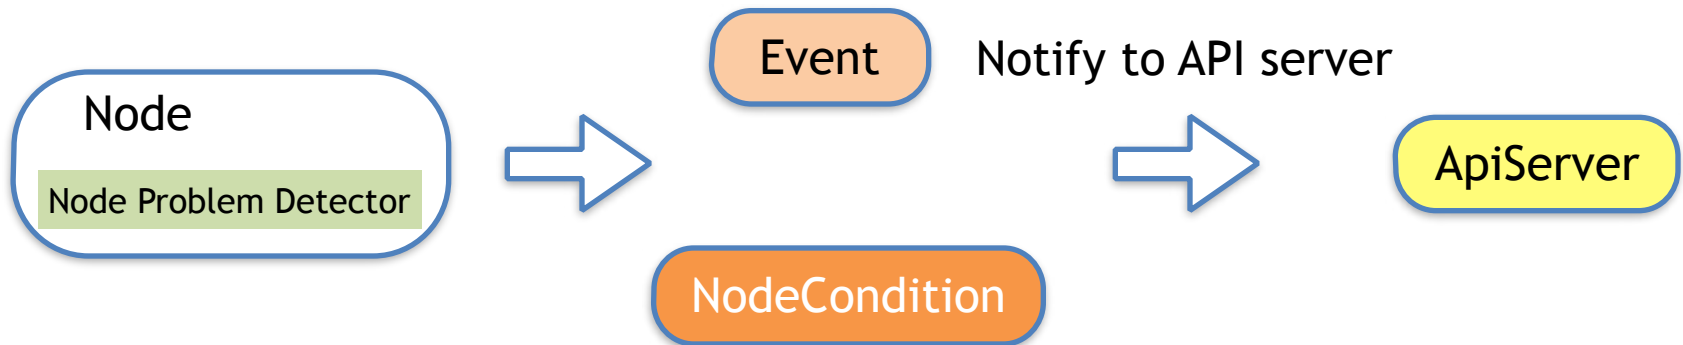 Node
Node Problem Detector
Event
Notify to API server
NodeCondition
ApiServer